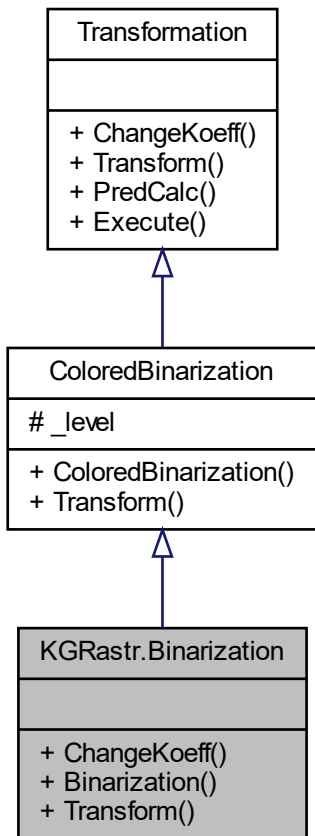 Transformation
+ ChangeKoeff()
+ Transform()
+ PredCalc()
+ Execute()
ColoredBinarization
# _level
+ ColoredBinarization()
+ Transform()
KGRastr.Binarization
+ ChangeKoeff()
+ Binarization()
+ Transform()